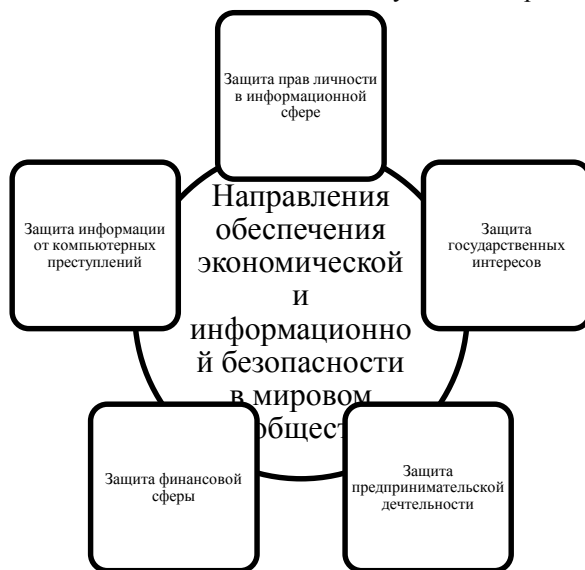 Защита прав личности
в информационной
сфере
Защита информации
от компьютерных
преступлений
Направления
обеспечения
экономической
и
информационно
й безопасности
в мировом
Защита
государственных
интересов
Защита финансовой
сферы
Защита
предпринимательской
дечтельности